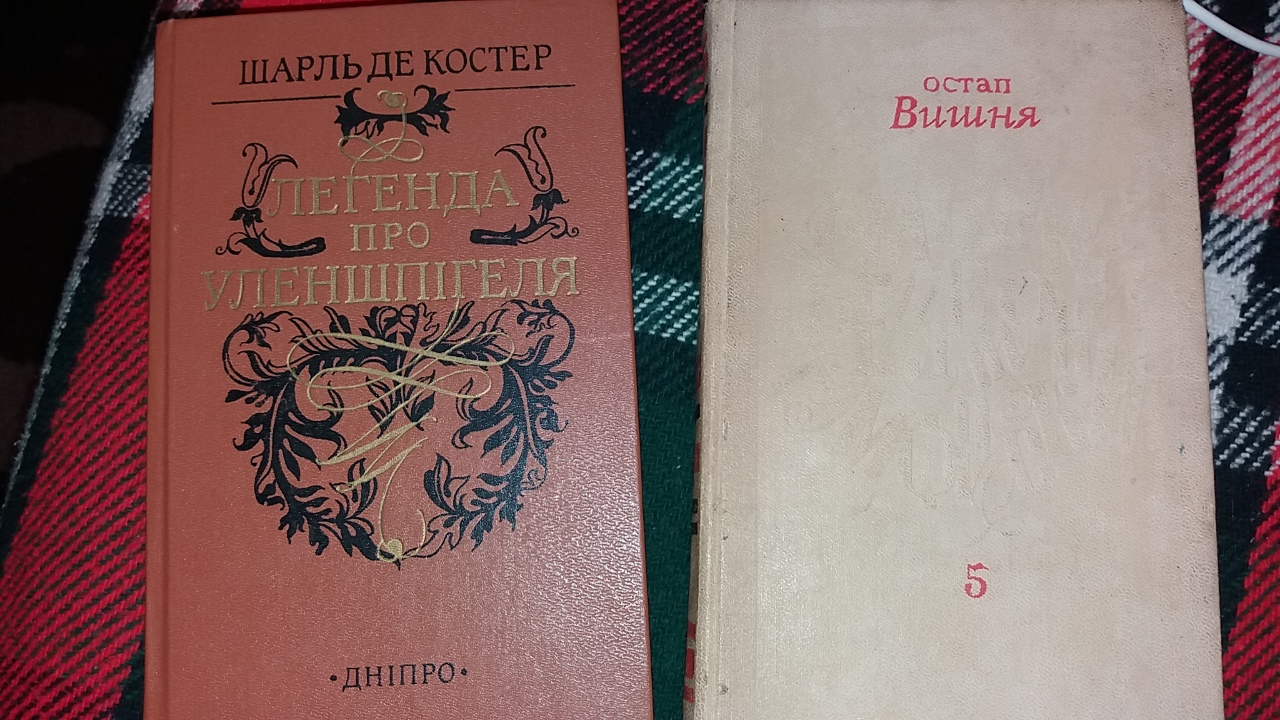 ШАРЛЬ ДЕ КОСТЕР
ЛЕГЕНДА
ПРО
УЛЕНШПІГЕЛЯ
·ДНІПРО·
остап
Вишня
5